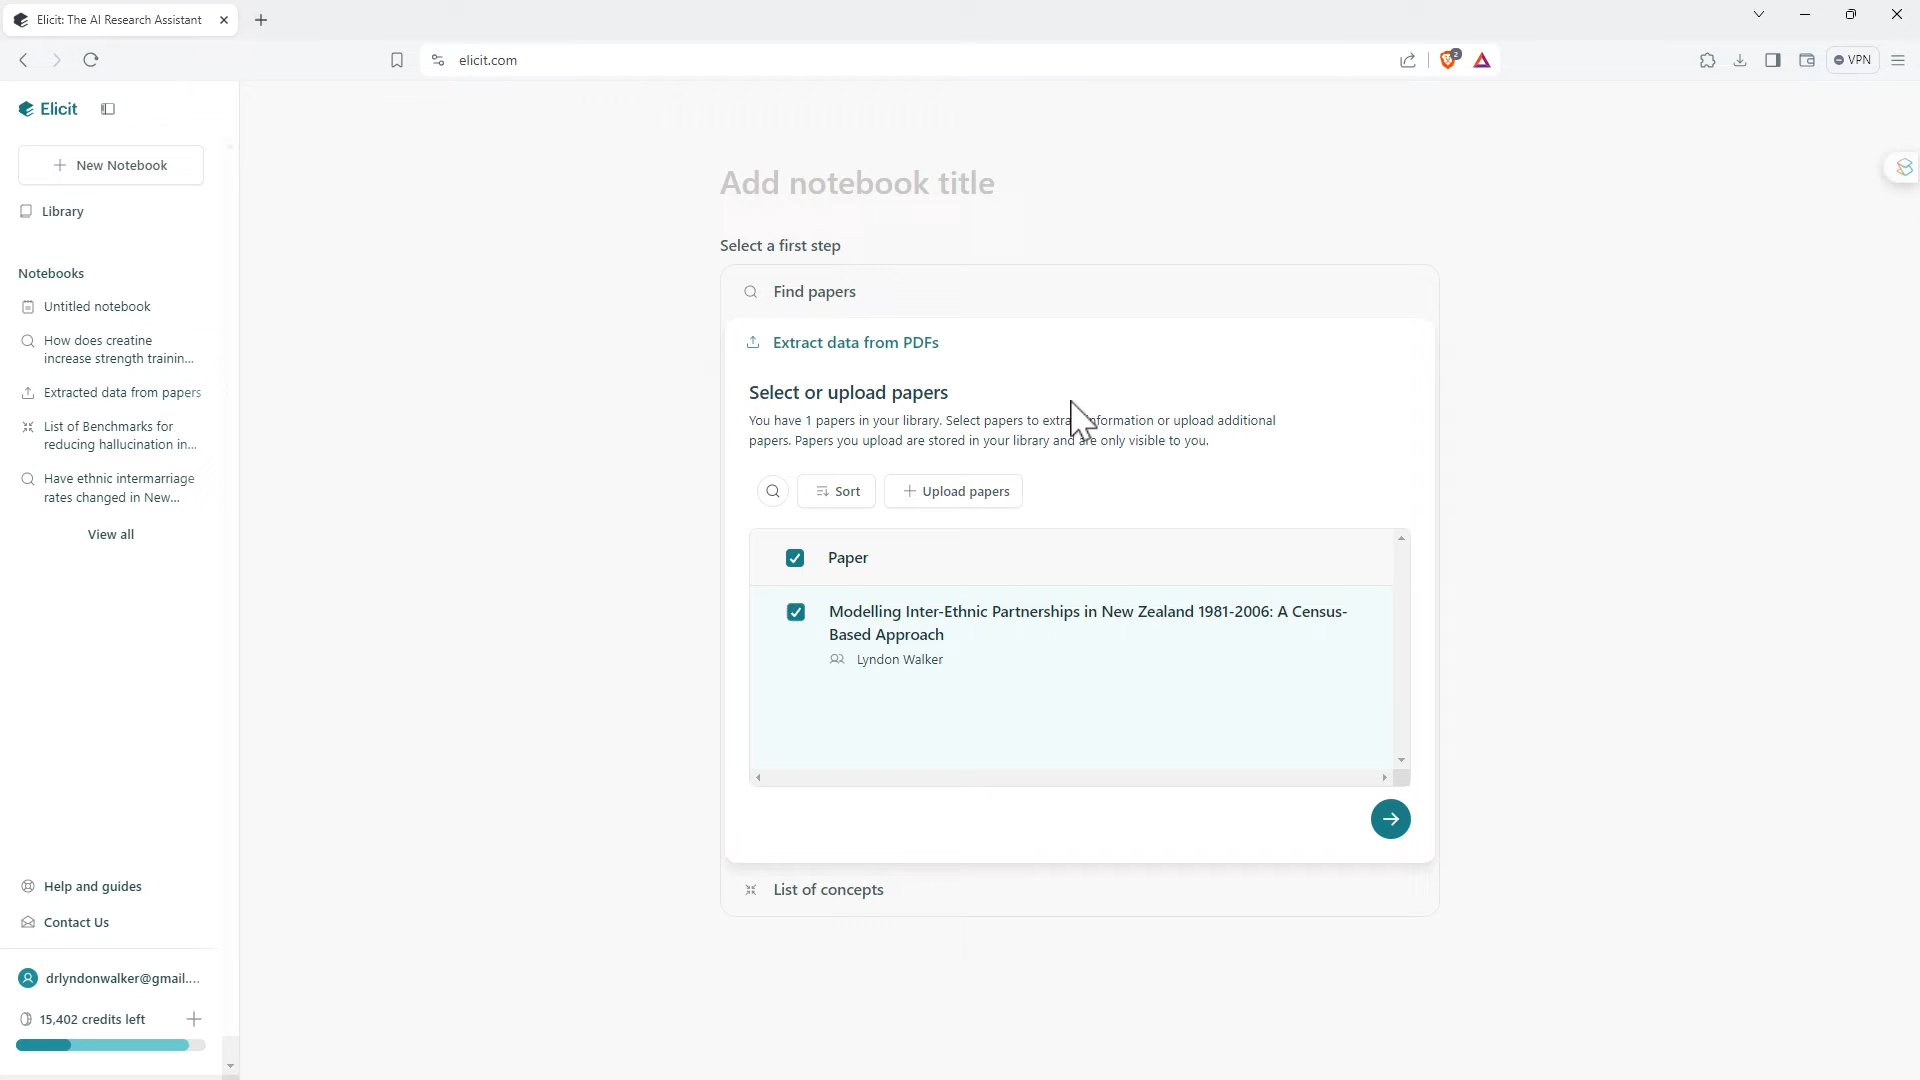 Elicit: The AI Research Assistant
elicit.com
2
VPN
Elicit
New Notebook
Library
Notebooks
Untitled notebook
How does creatine
increase strength trainin...
Extracted data from papers
List of Benchmarks for
reducing hallucination in...
Have ethnic intermarriage
rates changed in New...
View all
Help and guides
Contact Us
drlyndonwalker@gmail....
15,402 credits left
Add notebook title
Select a first step
Find papers
Extract data from PDFs
Select or upload papers
You have 1 papers in your library. Select papers to extra formation or upload additional
papers. Papers you upload are stored in your library and are only visible to you.
Sort
Upload papers
Paper
Modelling Inter-Ethnic Partnerships in New Zealand 1981-2006: A Census-
Based Approach
Lyndon Walker
List of concepts